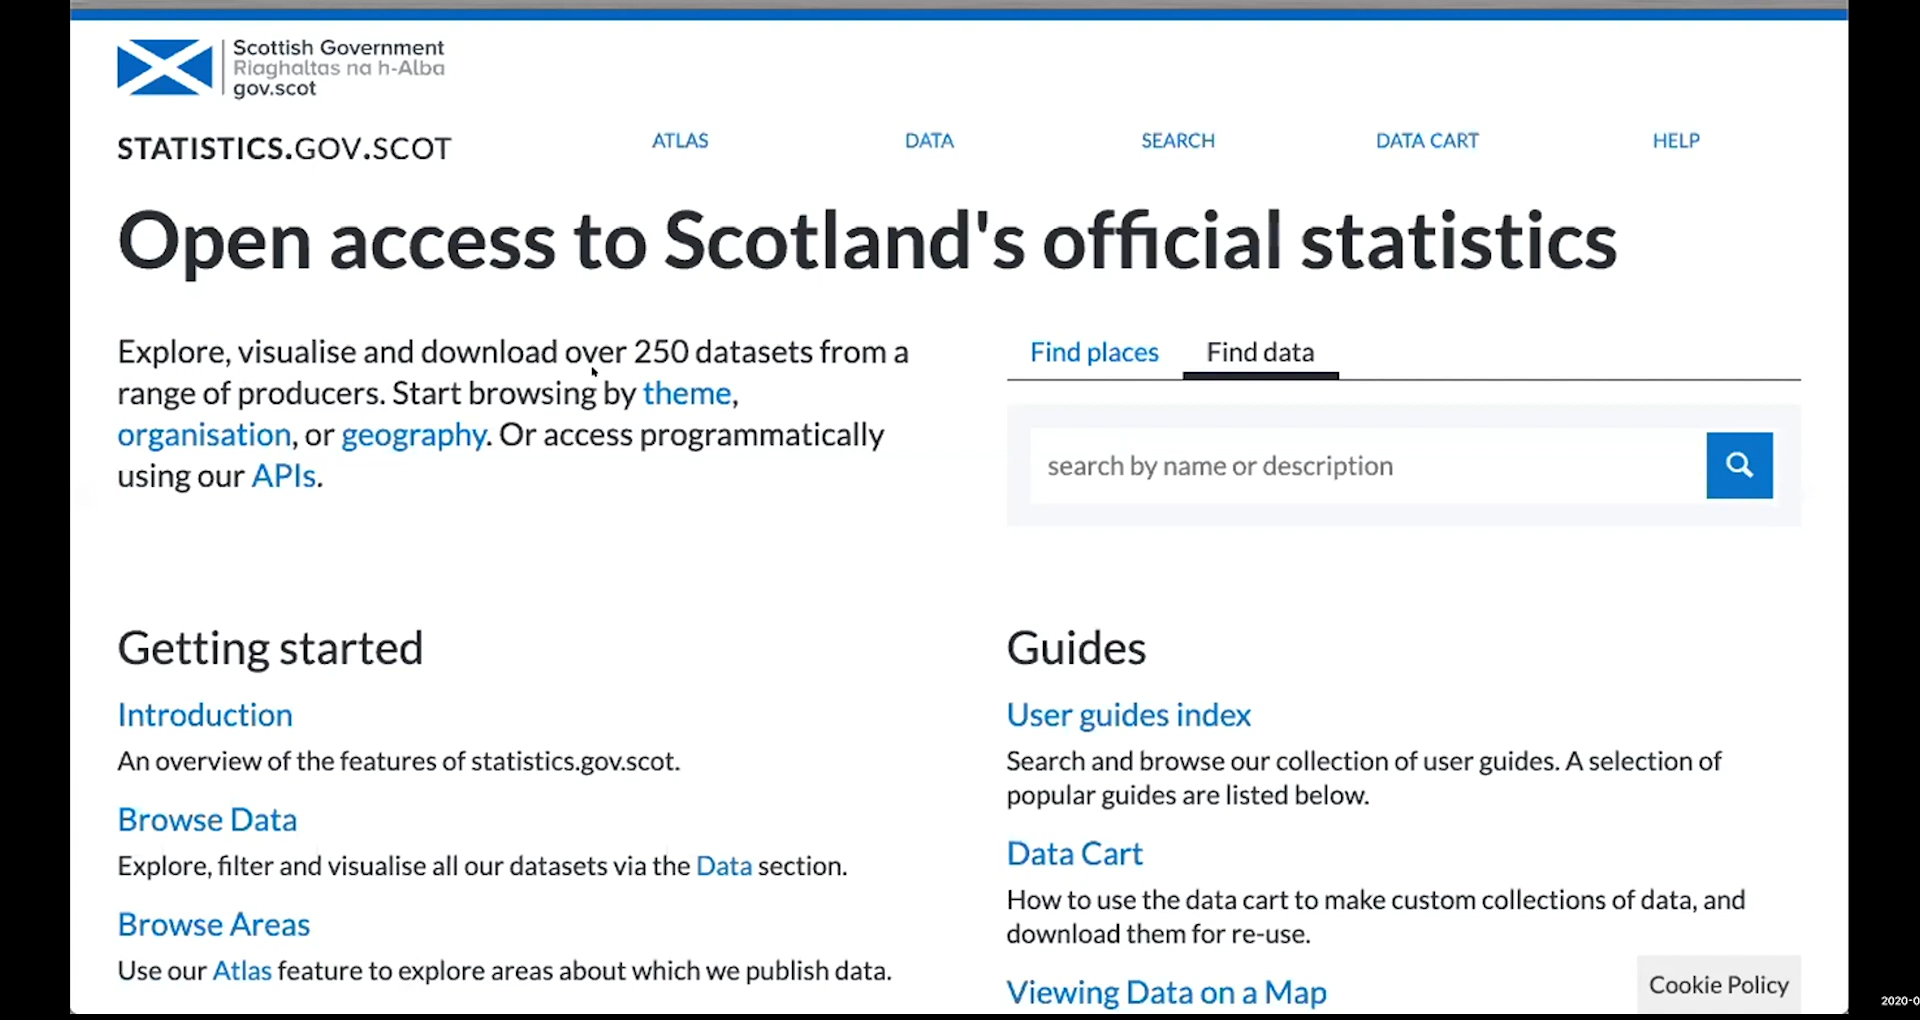 Scottish Government
Riaghaltas na h-Alba
gov.scot
STATISTICS.GOV.SCOT
ATLAS
DATA
SEARCH
DATA CART
HELP
Open access to Scotland's official statistics
Explore, visualise and download over 250 datasets from a
range of producers. Start browsing by theme,
organisation, or geography. Or access programmatically
using our APIs.
Find places
Find data
search by name or description
Getting started
Introduction
An overview of the features of statistics.gov.scot.
Browse Data
Explore, filter and visualise all our datasets via the Data section.
Browse Areas
Use our Atlas feature to explore areas about which we publish data.
Guides
User guides index
Search and browse our collection of user guides. A selection of
popular guides are listed below.
Data Cart
How to use the data cart to make custom collections of data, and
download them for re-use.
Viewing Data on a Map
Cookie Policy
2020-0